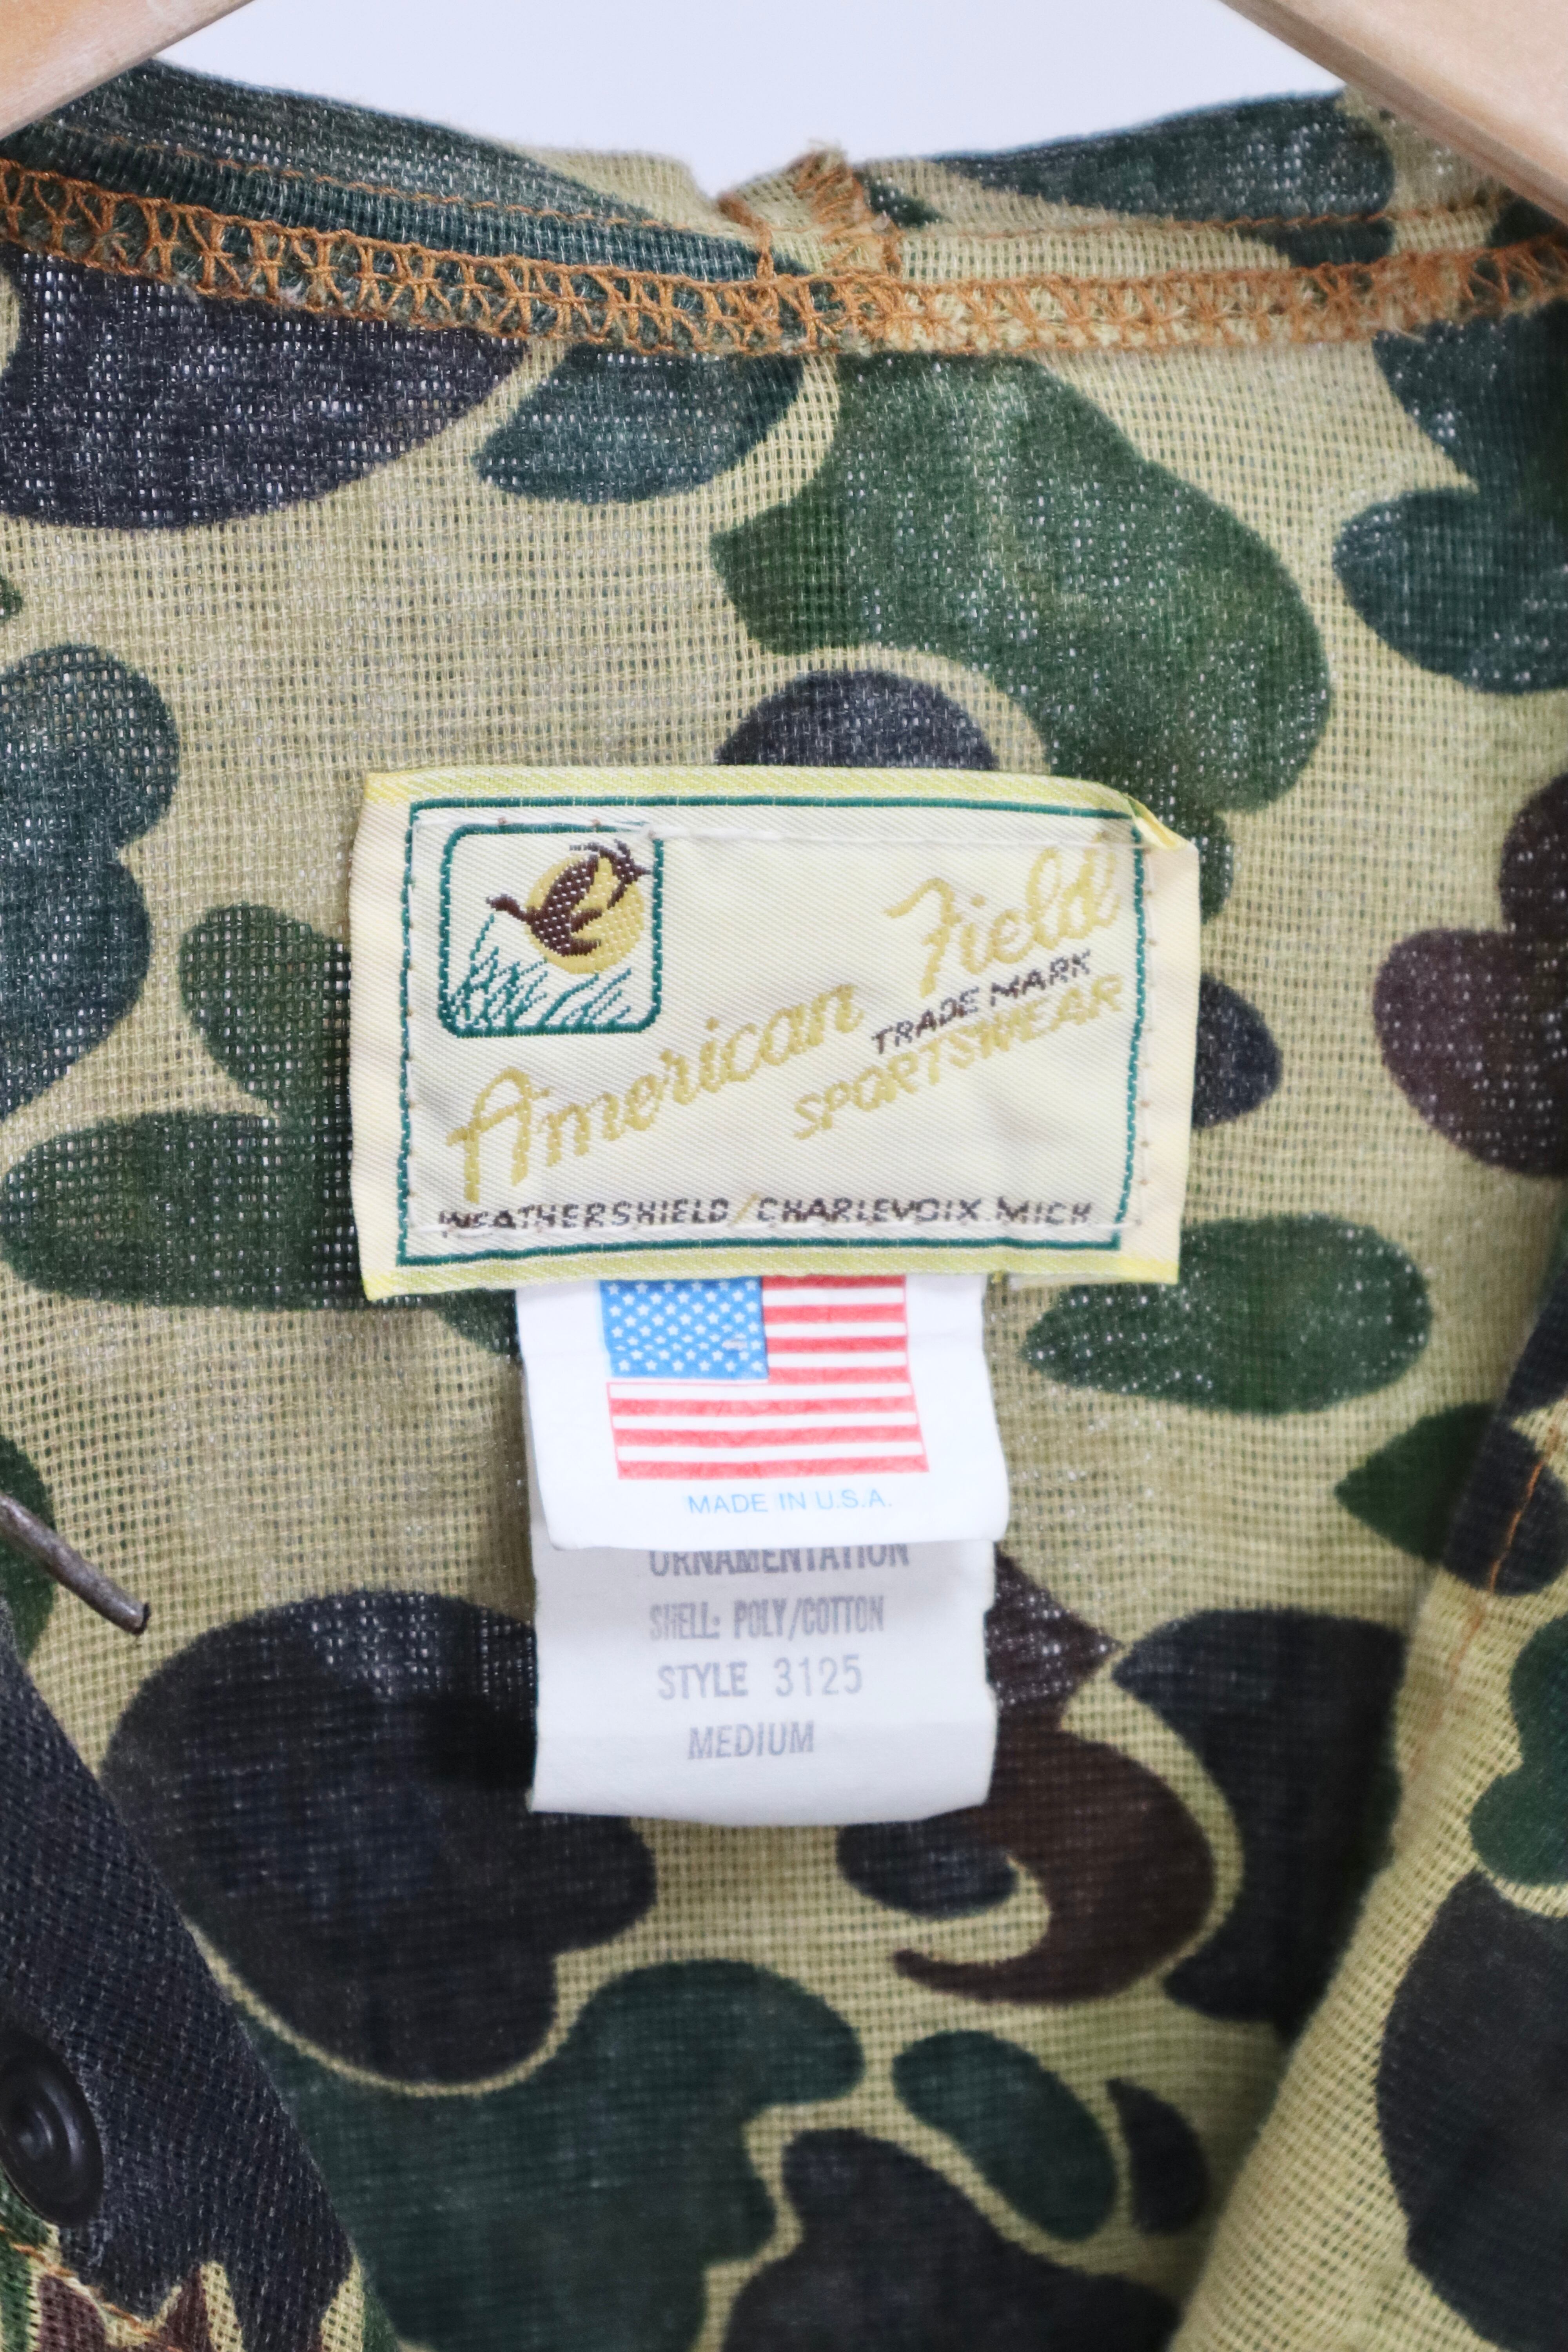 American Field
TRADE MARK
SPORTSWEAR
WEATHERSHIELD/CHARLEVOIX, MICH
MADE IN U.S.A.
ORNAMENTATION
SHELL: POLY/COTTON
STYLE 3125
MEDIUM